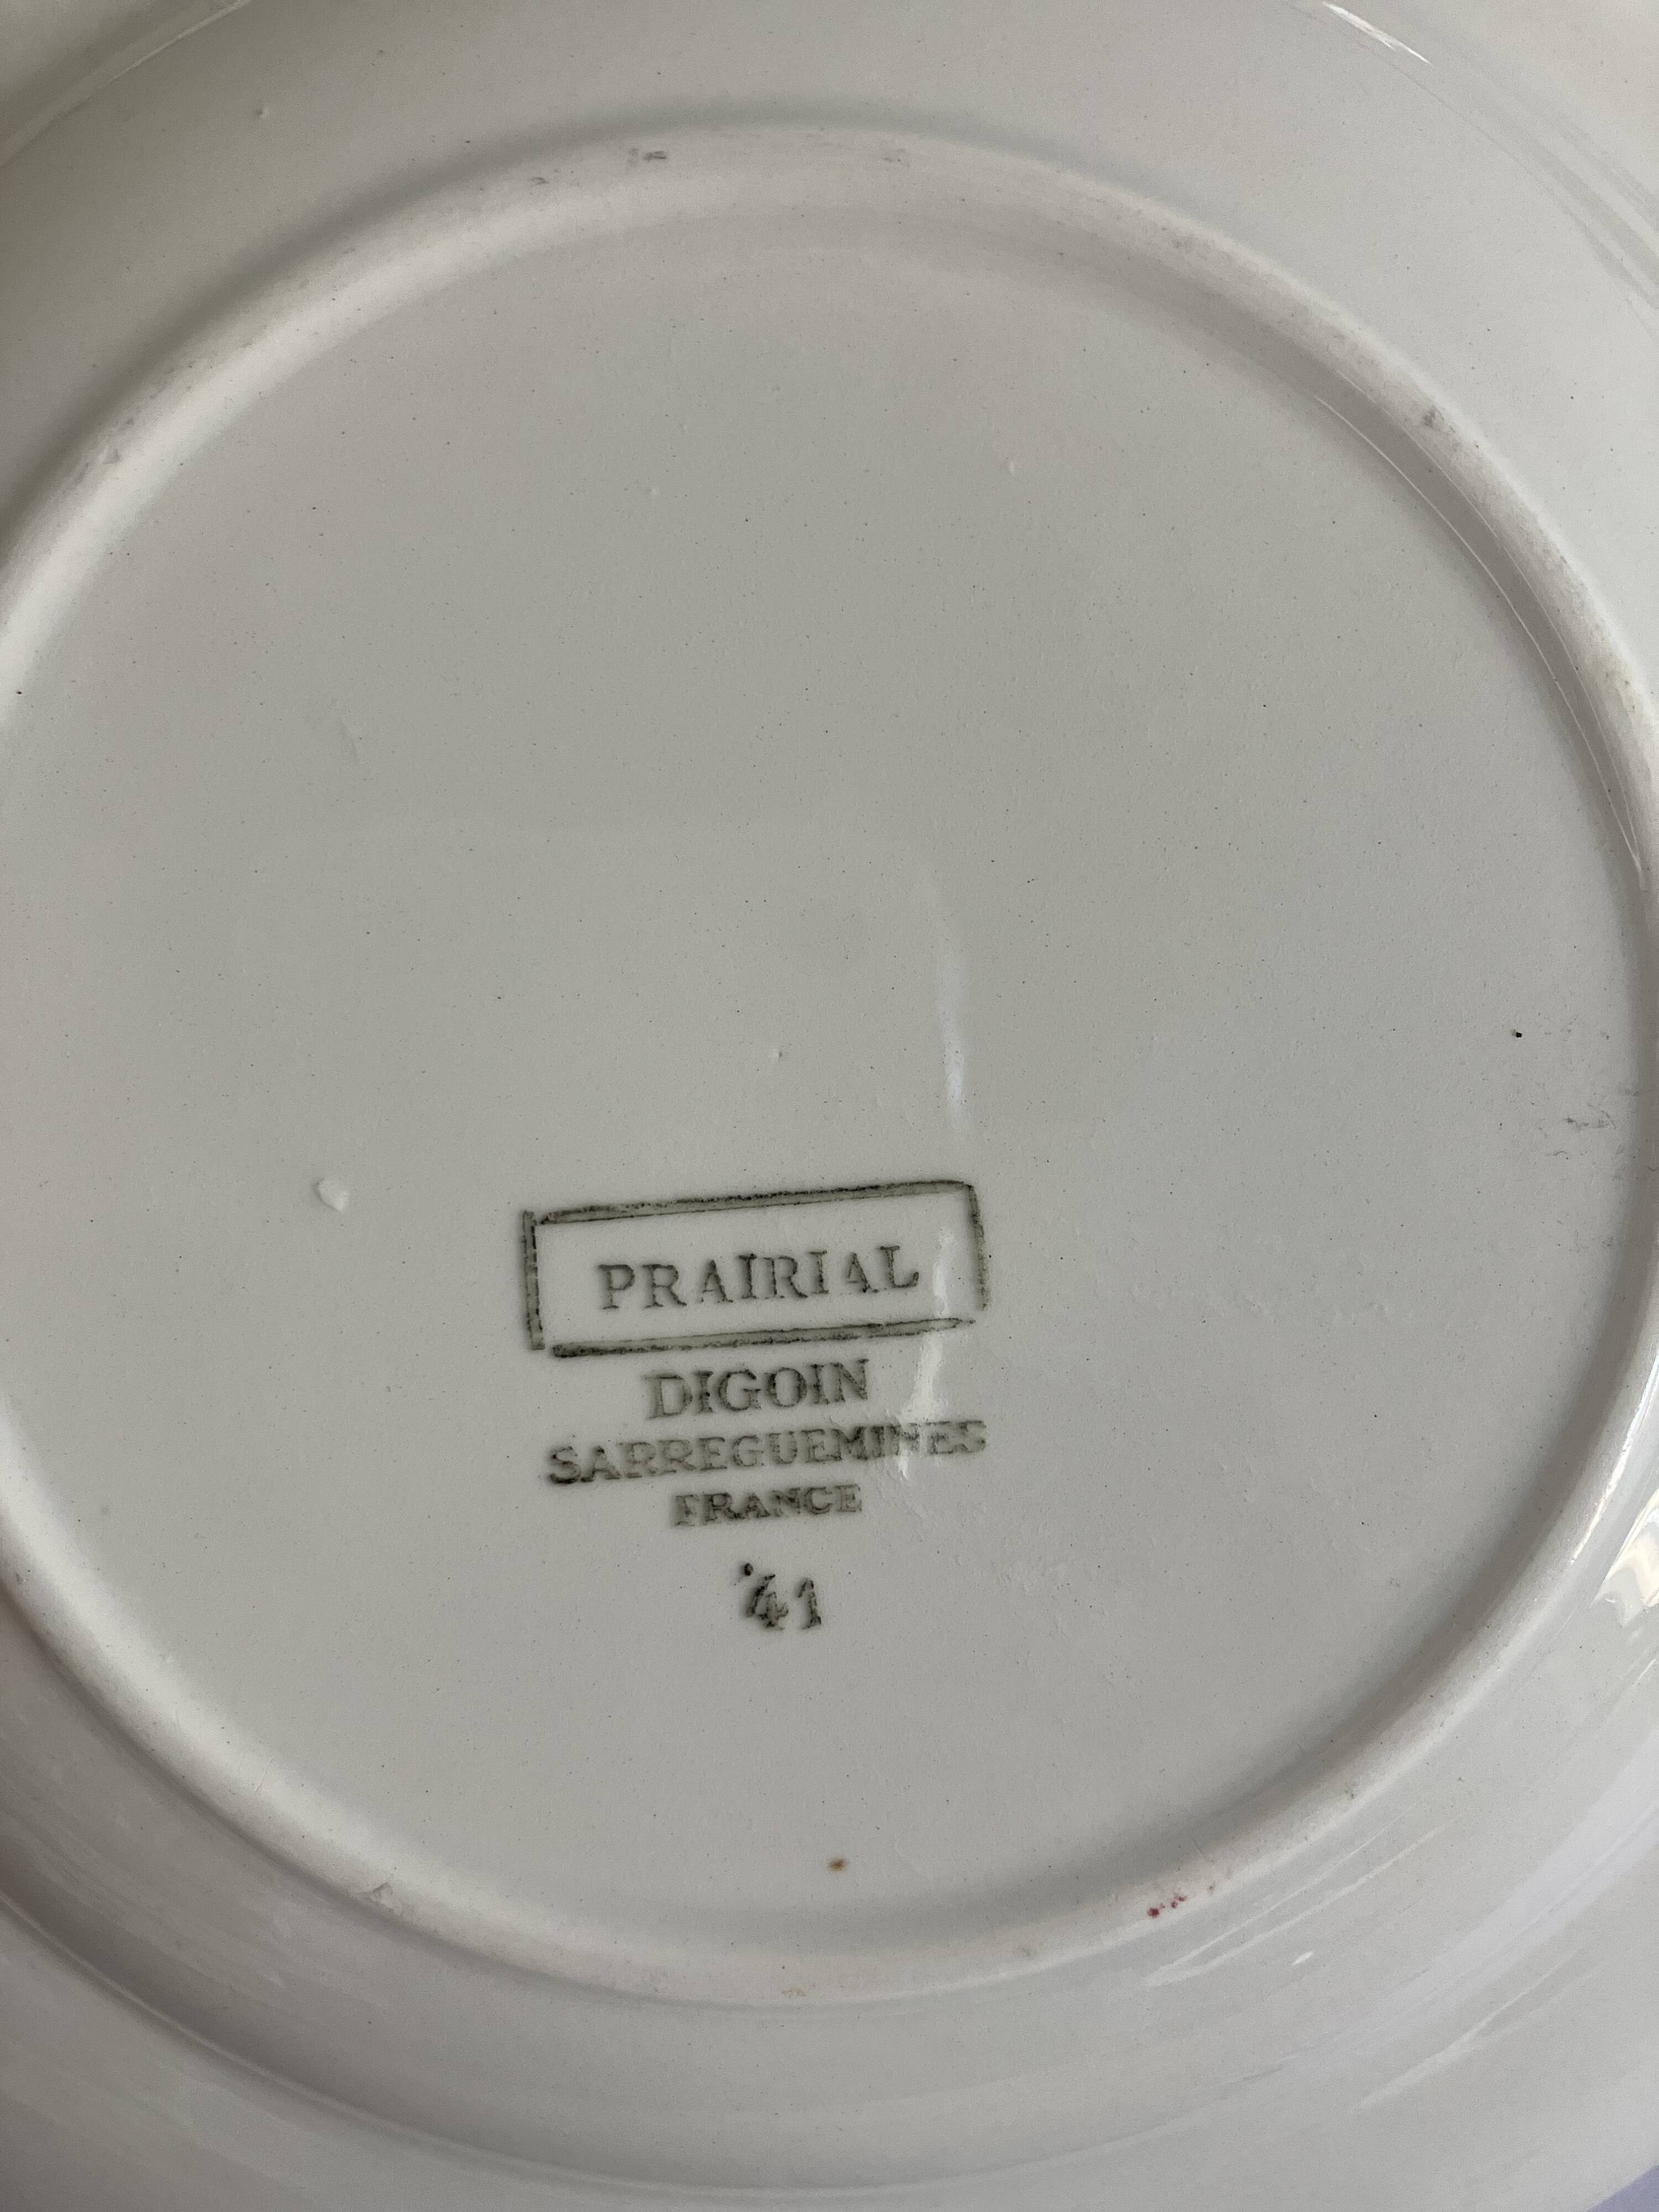 PRAIRIAL
DIGOIN
SARREGUEMINES
FRANCE
'41